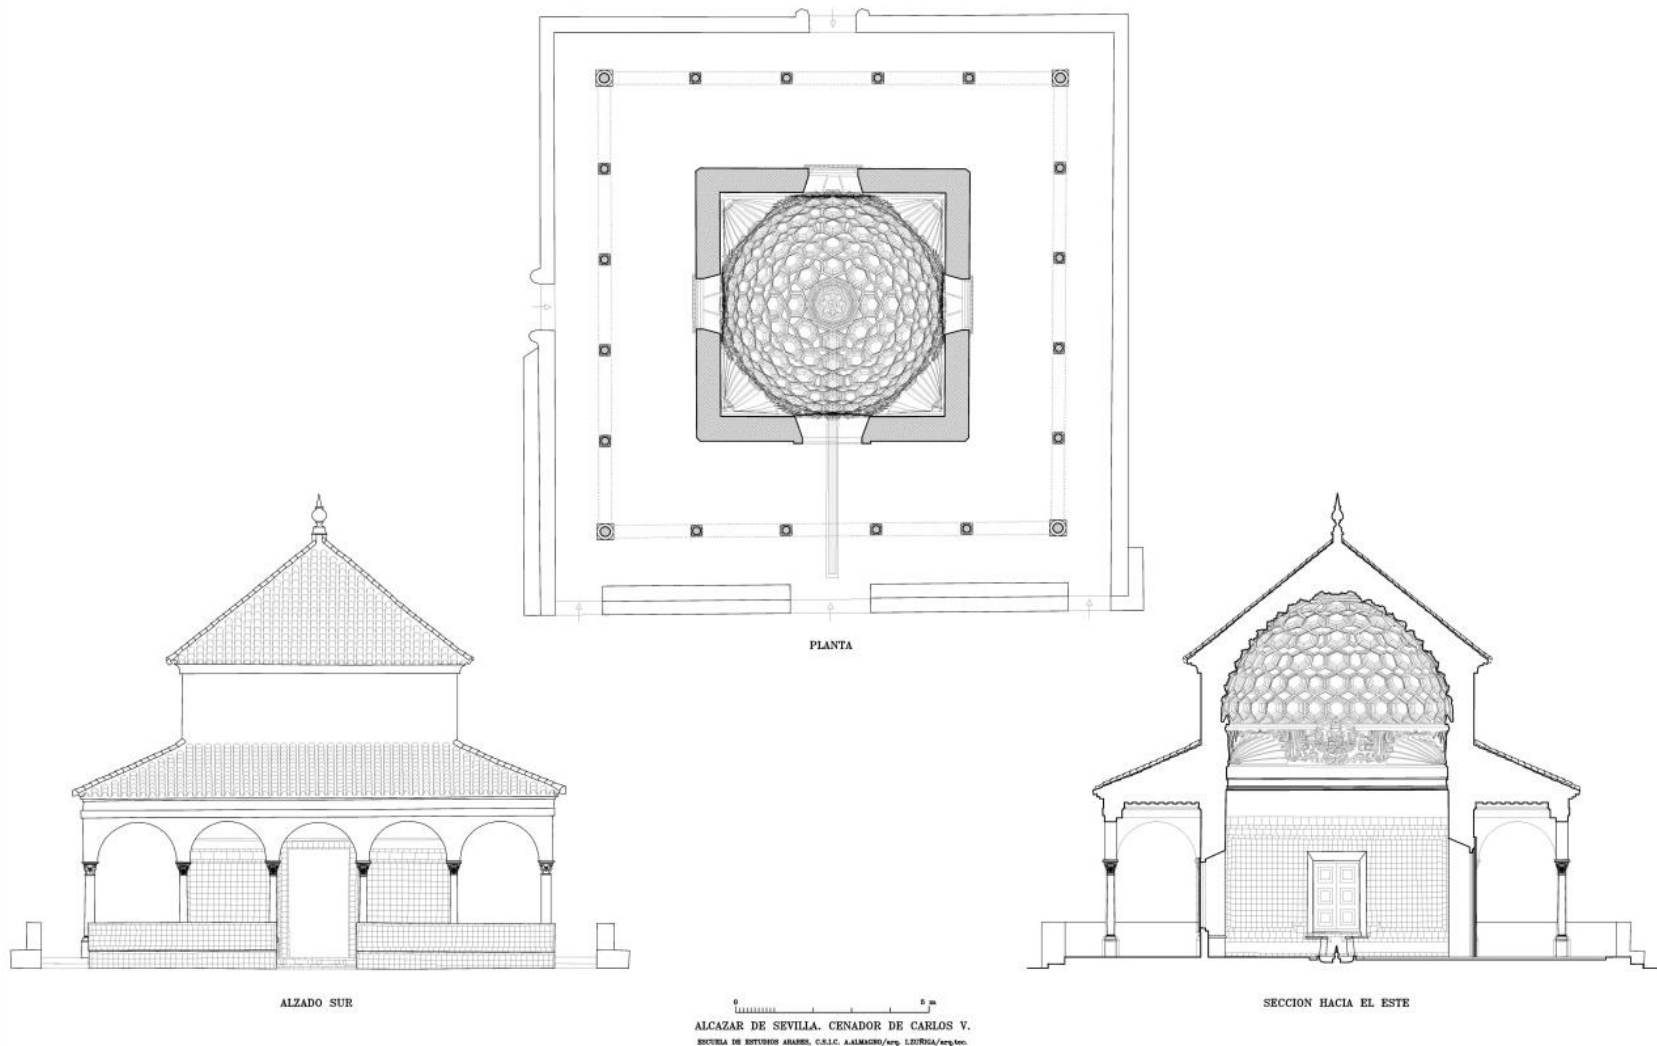 PLANTA
ALZADO SUR
SECCION HACIA EL ESTE
0 5 m
ALCAZAR DE SEVILLA. CENADOR DE CARLOS V.
ESCUELA DE ESTUDIOS ARABES, C.S.I.C. A.ALMAGRO/arq. I.ZUÑIGA/arq.tec.